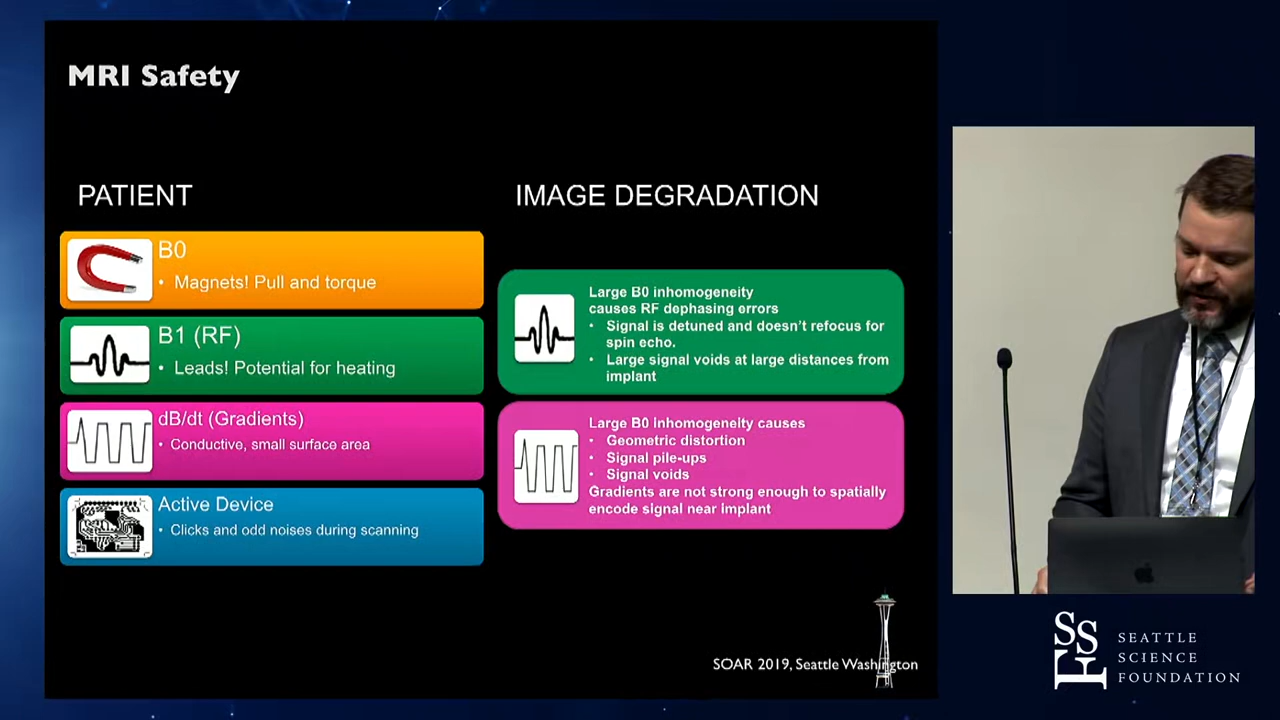 MRI Safety
PATIENT
B0
• Magnets! Pull and torque
B1 (RF)
• Leads! Potential for heating
dB/dt (Gradients)
• Conductive, small surface area
Active Device
• Clicks and odd noises during scanning
IMAGE DEGRADATION
Large B0 inhomogeneity
causes RF dephasing errors
• Signal is detuned and doesn't refocus for
spin echo.
• Large signal voids at large distances from
implant
Large B0 Inhomogeneity causes
• Geometric distortion
• Signal pile-ups
• Signal voids
Gradients are not strong enough to spatially
encode signal near implant
SOAR 2019, Seattle Washington
SSF
SEATTLE
SCIENCE
FOUNDATION